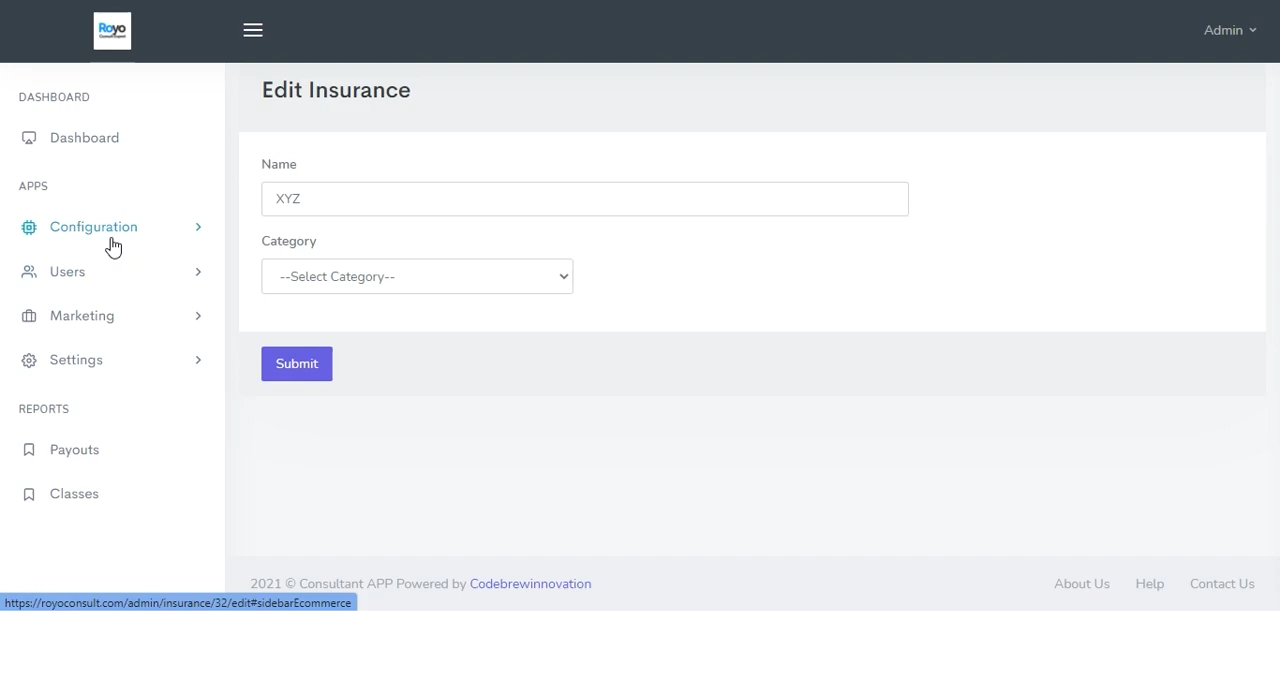 Royo
Admin
DASHBOARD
Dashboard
APPS
Configuration
Users
Marketing
Settings
REPORTS
Payouts
Classes
Edit Insurance
Name
XYZ
Category
--Select Category--
Submit
2021 © Consultant APP Powered by Codebrewinnovation
About Us
Help
Contact Us
https://royoconsult.com/admin/insurance/32/edit#sidebarEcommerce